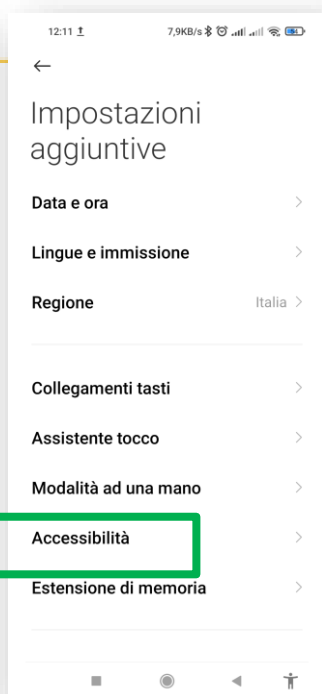 12:11 7,9KB/s
Impostazioni
aggiuntive
Data e ora
Lingue e immissione
Regione Italia
Collegamenti tasti
Assistente tocco
Modalità ad una mano
Accessibilità
Estensione di memoria